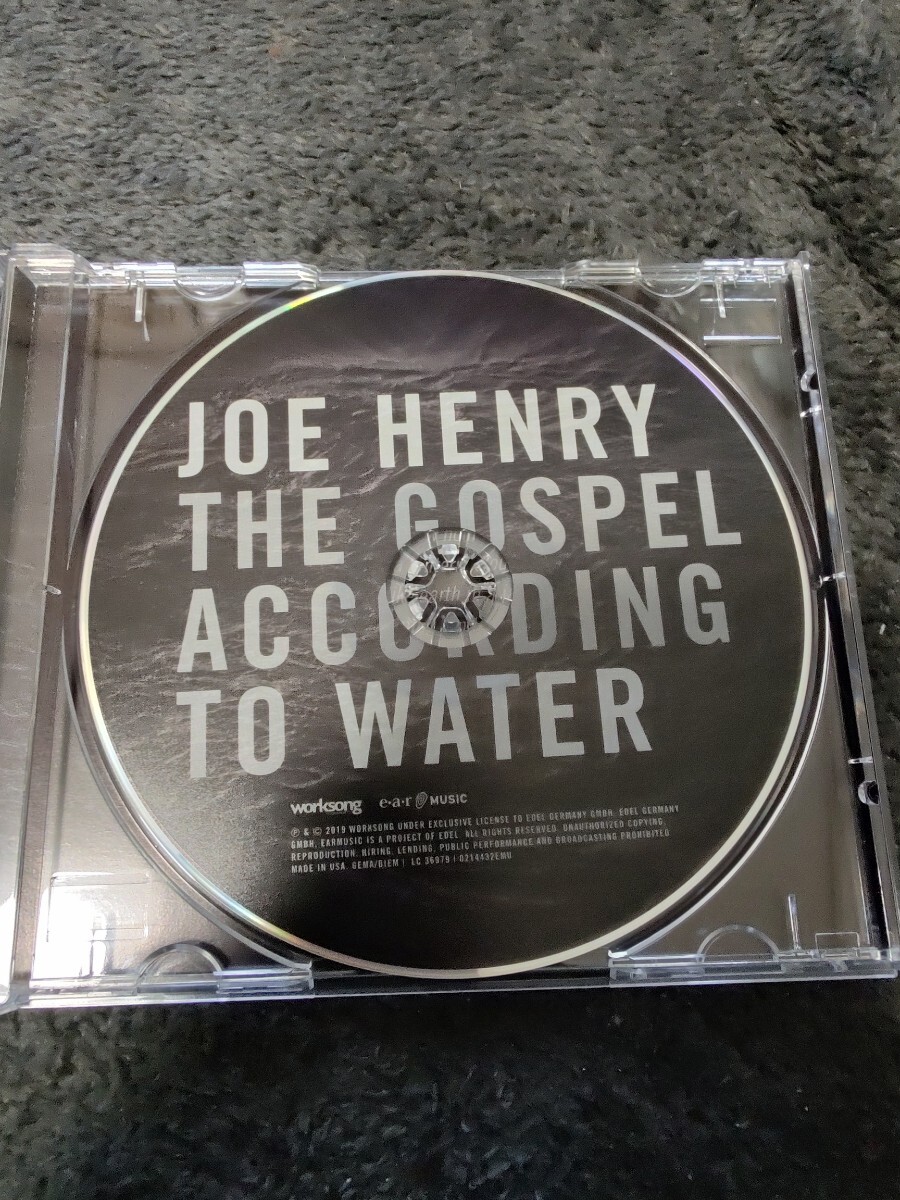 JOE HENRY
THE GOSPEL
ACCORDING
TO WATER
worksong e·a·r MUSIC
℗ & © 2019 WORKSONG UNDER EXCLUSIVE LICENSE TO EDEL GERMANY GMBH. EDEL GERMANY
GMBH, EARMUSIC IS A PROJECT OF EDEL. ALL RIGHTS RESERVED. UNAUTHORIZED COPYING,
REPRODUCTION, HIRING, LENDING, PUBLIC PERFORMANCE AND BROADCASTING PROHIBITED
MADE IN USA. GEMA/BIEM | LC 36979 | 0214432EMU